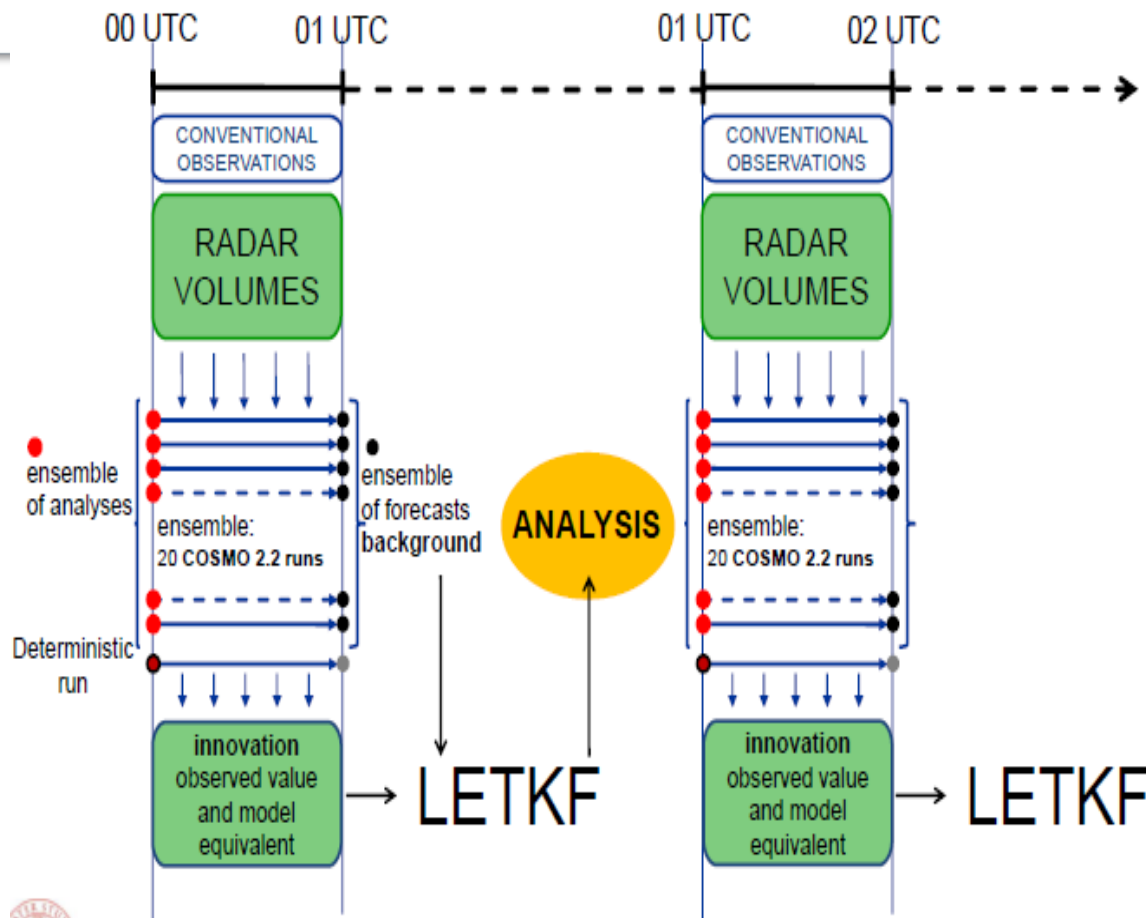 00 UTC
01 UTC
01 UTC
02 UTC
CONVENTIONAL
OBSERVATIONS
RADAR
VOLUMES
ensemble
of analyses
ensemble:
20 COSMO 2.2 runs
ensemble
of forecasts
background
Deterministic
run
innovation
observed value
and model
equivalent
LETKF
ANALYSIS
CONVENTIONAL
OBSERVATIONS
RADAR
VOLUMES
ensemble:
20 COSMO 2.2 runs
innovation
observed value
and model
equivalent
LETKF